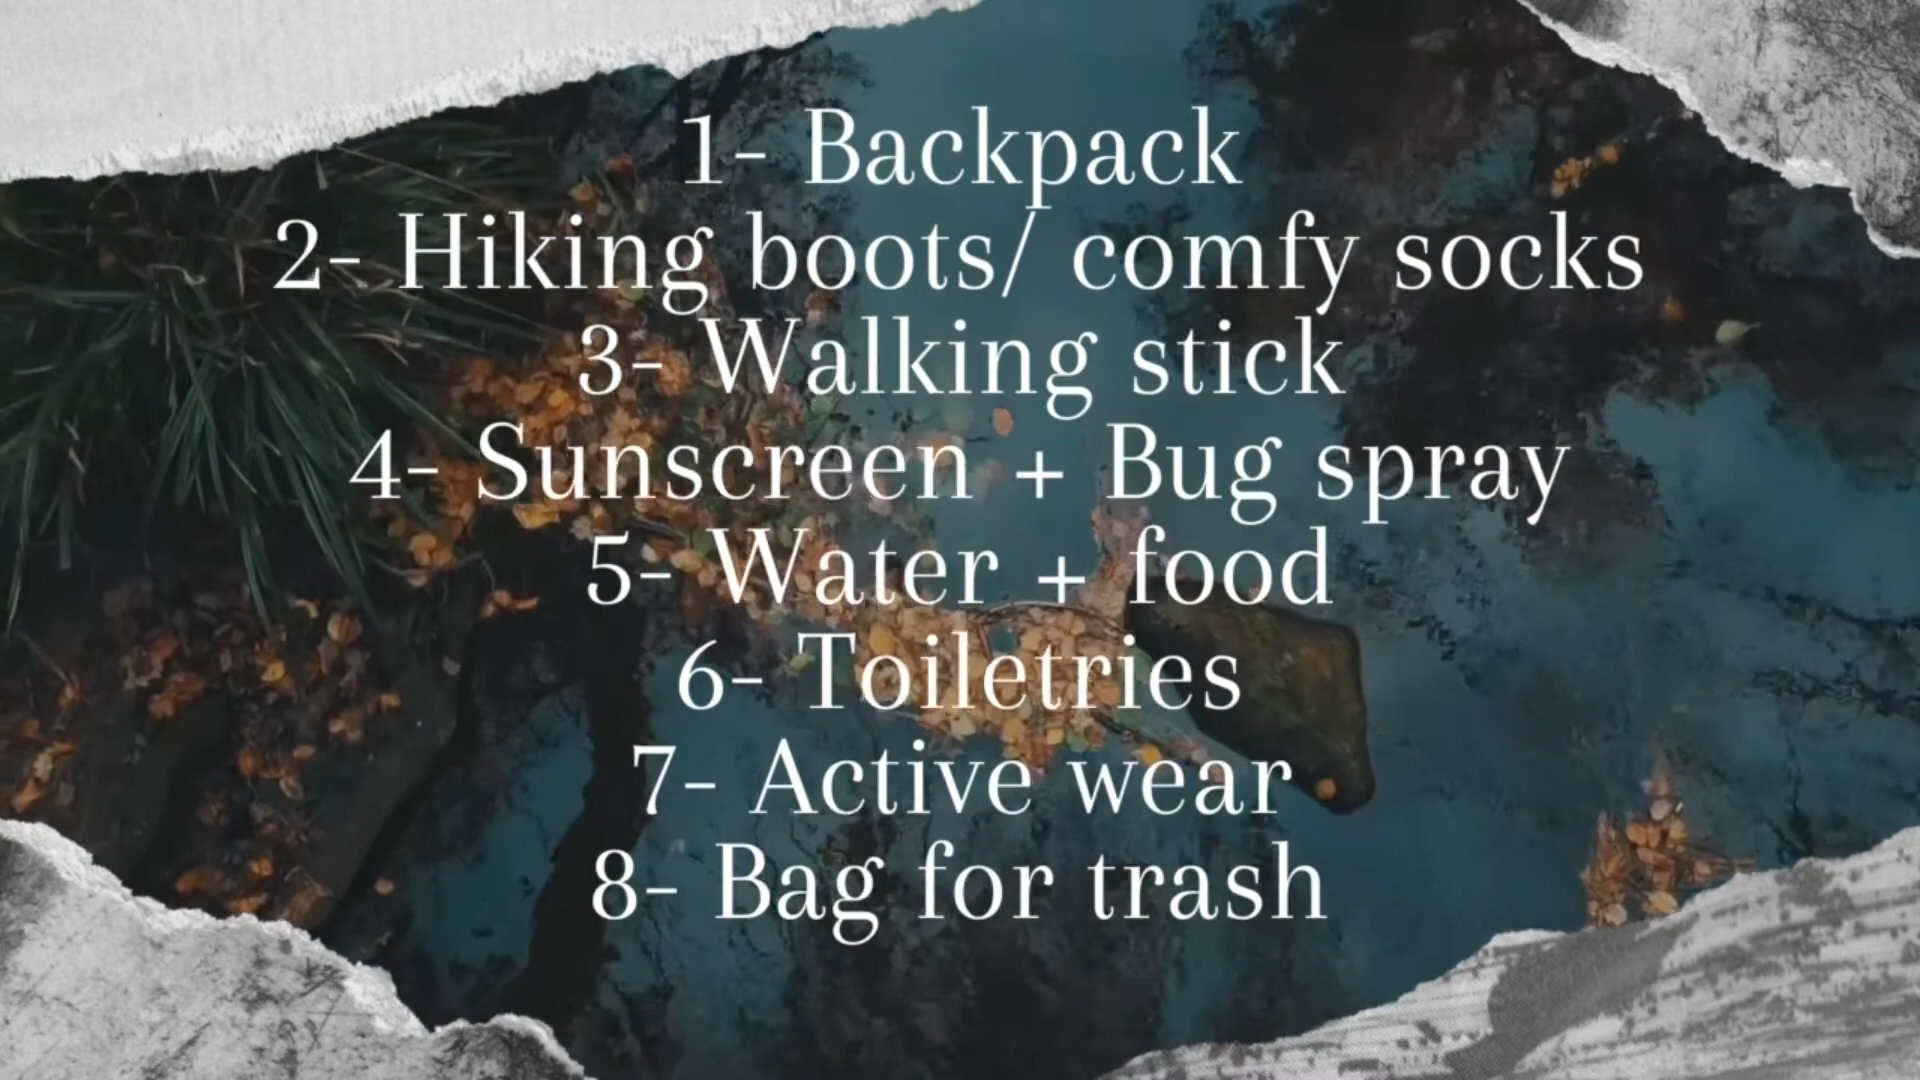 1- Backpack
2- Hiking boots/ comfy socks
3- Walking stick
4- Sunscreen + Bug spray
5- Water + food
6- Toiletries
7- Active wear
8- Bag for trash